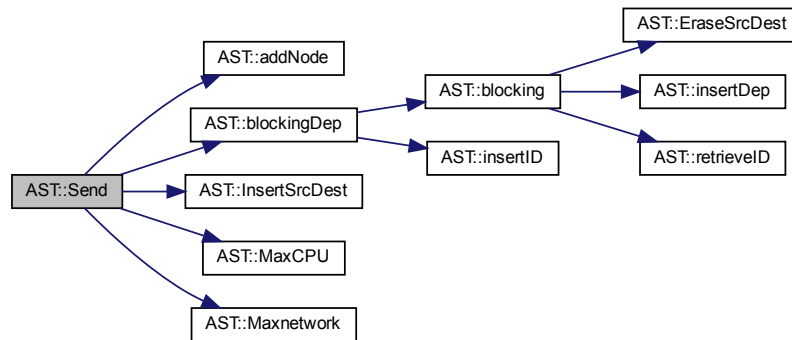 AST::EraseSrcDest
AST::addNode
AST::blocking
AST::insertDep
AST::blockingDep
AST::insertID
AST::retrieveID
AST::Send
AST::InsertSrcDest
AST::MaxCPU
AST::Maxnetwork